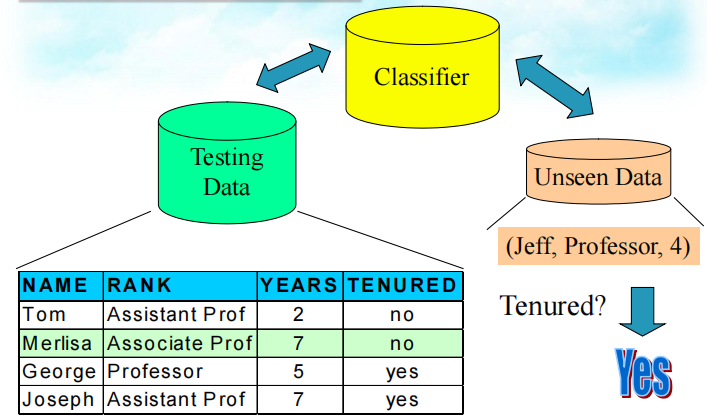 Classifier
Testing
Data
Unseen Data
(Jeff, Professor, 4)
NAME RANK YEARS TENURED
Tom Assistant Prof 2 no
Merlisa Associate Prof 7 no
George Professor 5 yes
Joseph Assistant Prof 7 yes
Tenured?
Yes